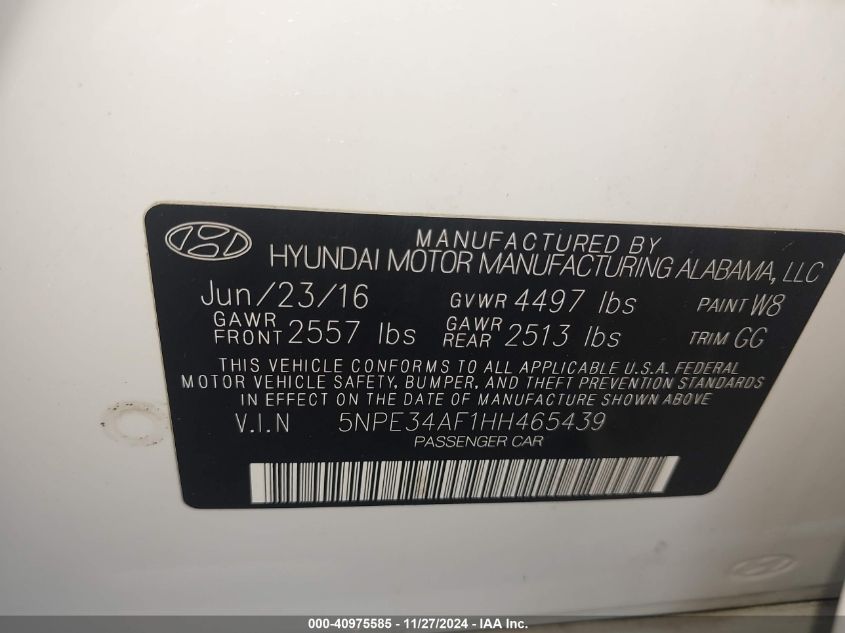 MANUFACTURED BY
HYUNDAI MOTOR MANUFACTURING ALABAMA, LLC
Jun/23/16 GVWR 4497 lbs PAINT W8
GAWR FRONT 2557 lbs GAWR REAR 2513 lbs TRIM GG
THIS VEHICLE CONFORMS TO ALL APPLICABLE U.S.A. FEDERAL
MOTOR VEHICLE SAFETY, BUMPER, AND THEFT PREVENTION STANDARDS
IN EFFECT ON THE DATE OF MANUFACTURE SHOWN ABOVE
V.I.N 5NPE34AF1HH465439
PASSENGER CAR
000-40975585 - 11/27/2024 - IAA Inc.